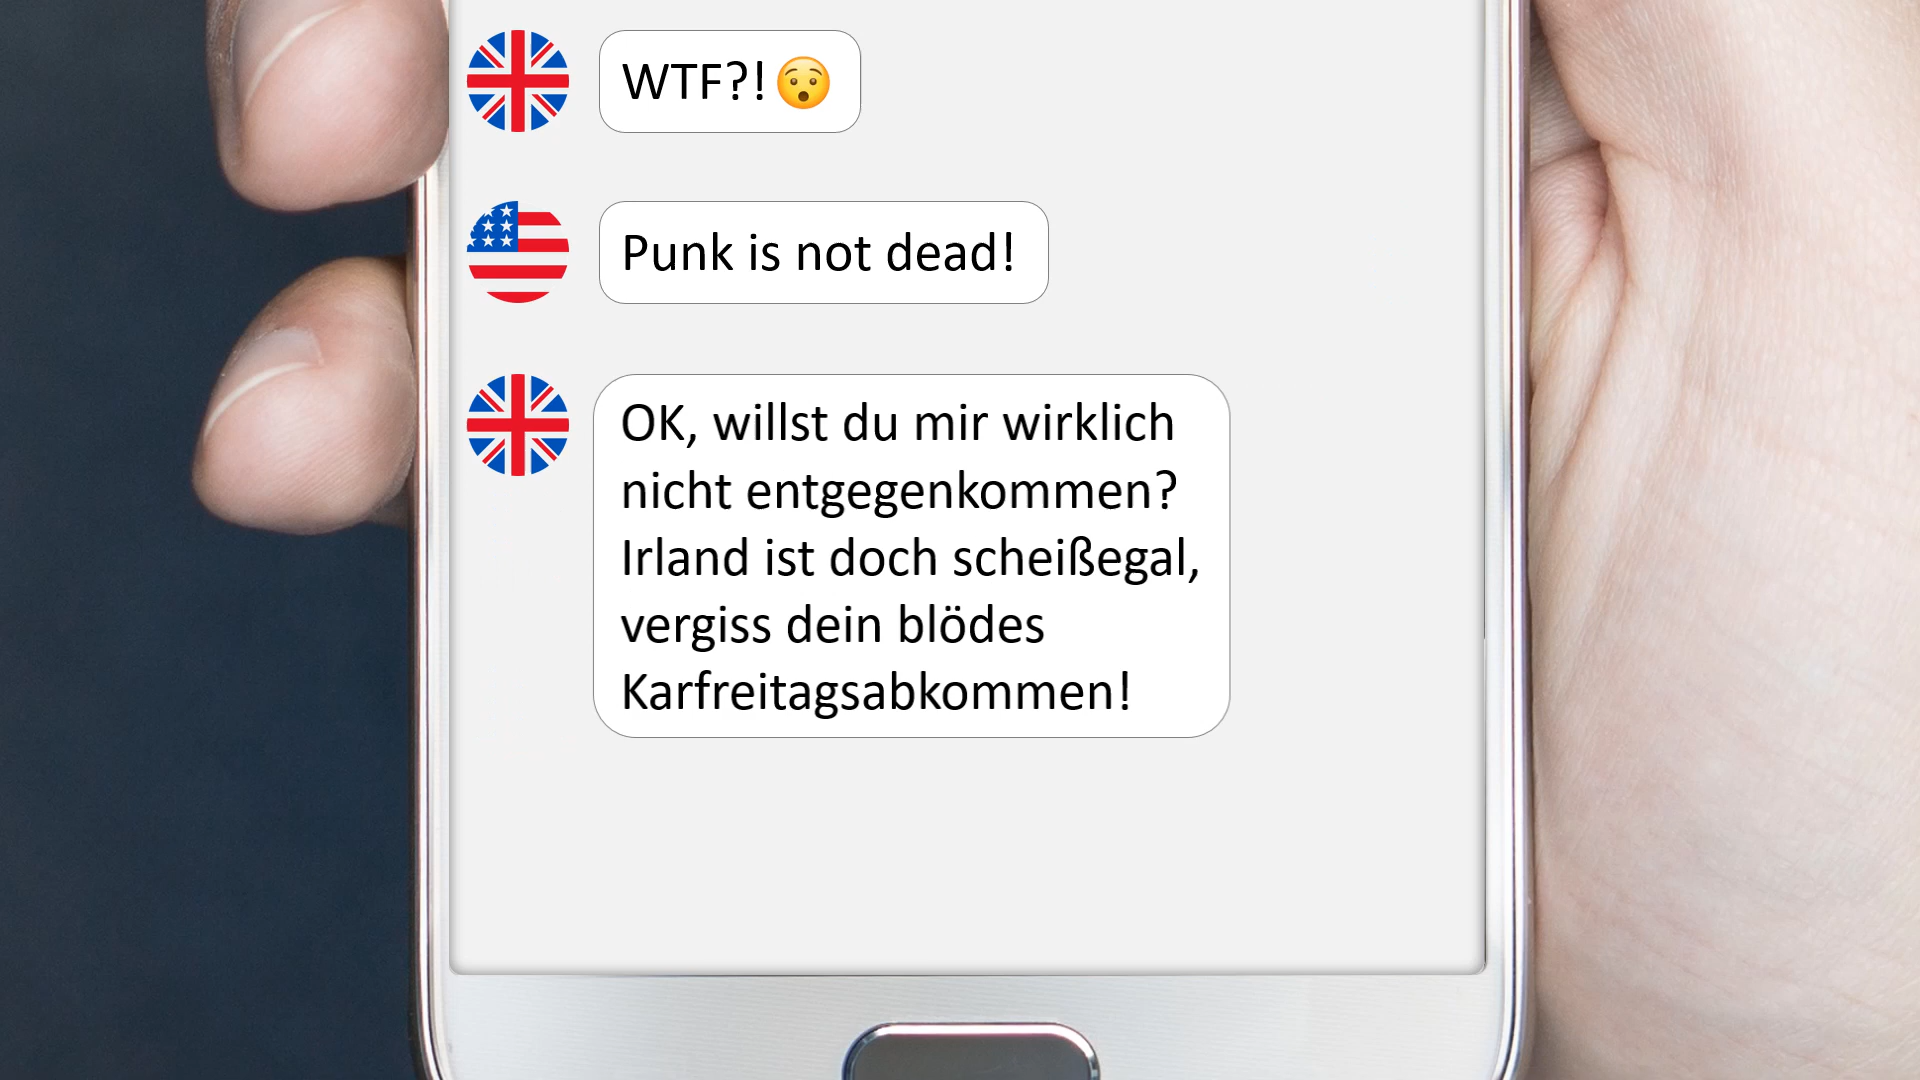 WTF?!😯
Punk is not dead!
OK, willst du mir wirklich
nicht entgegenkommen?
Irland ist doch scheißegal,
vergiss dein blödes
Karfreitagsabkommen!